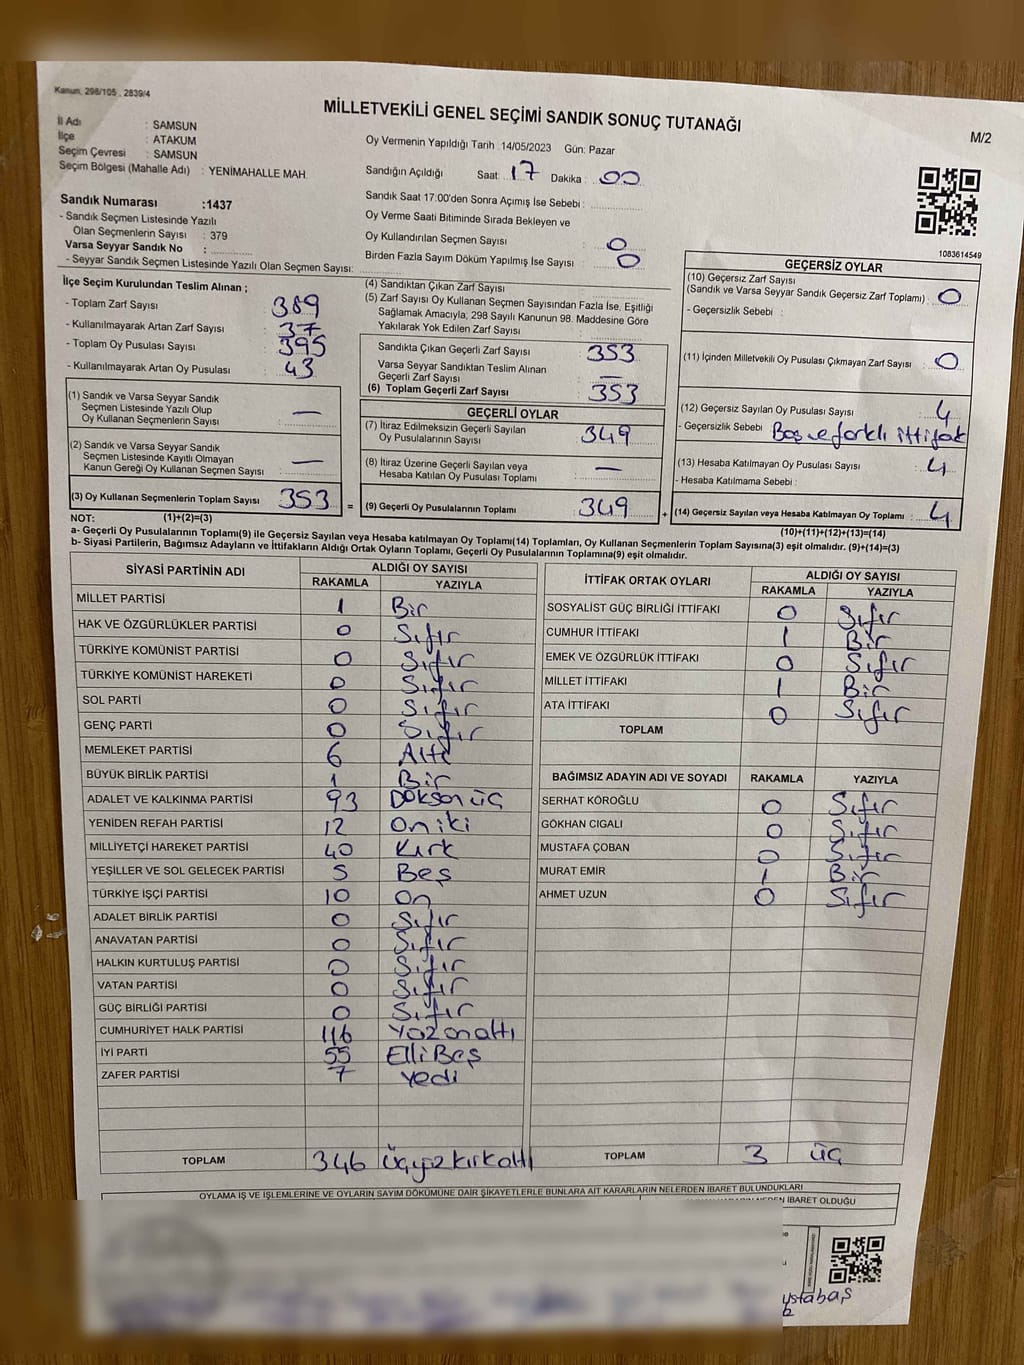 Kanun, 298/105 , 2839/4
MİLLETVEKİLİ GENEL SEÇİMİ SANDIK SONUÇ TUTANAĞI
M/2
İl Adı : SAMSUN
İlçe : ATAKUM
Seçim Çevresi : SAMSUN
Seçim Bölgesi (Mahalle Adı) : YENİMAHALLE MAH.
Oy Vermenin Yapıldığı Tarih :14/05/2023 Gün: Pazar
Sandığın Açıldığı Saat: 17 Dakika : 00
Sandık Saat 17:00'den Sonra Açımış İse Sebebi :
Oy Verme Saati Bitiminde Sırada Bekleyen ve
Oy Kullandırılan Seçmen Sayısı : 0
Birden Fazla Sayım Döküm Yapılmış İse Sayısı : 0
Sandık Numarası :1437
- Sandık Seçmen Listesinde Yazılı
Olan Seçmenlerin Sayısı : 379
Varsa Seyyar Sandık No :
- Seyyar Sandık Seçmen Listesinde Yazılı Olan Seçmen Sayısı:
1083614549
İlçe Seçim Kurulundan Teslim Alınan ;
- Toplam Zarf Sayısı : 389
- Kullanılmayarak Artan Zarf Sayısı : 37
- Toplam Oy Pusulası Sayısı : 395
- Kullanılmayarak Artan Oy Pusulası : 43
(1) Sandık ve Varsa Seyyar Sandık
Seçmen Listesinde Yazılı Olup
Oy Kullanan Seçmenlerin Sayısı : —
(2) Sandık ve Varsa Seyyar Sandık
Seçmen Listesinde Kayıtlı Olmayan
Kanun Gereği Oy Kullanan Seçmen Sayısı : —
(3) Oy Kullanan Seçmenlerin Toplam Sayısı 353
(4) Sandıktan Çıkan Zarf Sayısı :
(5) Zarf Sayısı Oy Kullanan Seçmen Sayısından Fazla İse, Eşitliği
Sağlamak Amacıyla; 298 Sayılı Kanunun 98. Maddesine Göre
Yakılarak Yok Edilen Zarf Sayısı :
Sandıkta Çıkan Geçerli Zarf Sayısı : 353
Varsa Seyyar Sandıktan Teslim Alınan
Geçerli Zarf Sayısı : —
(6) Toplam Geçerli Zarf Sayısı : 353
GEÇERLİ OYLAR
(7) İtiraz Edilmeksizin Geçerli Sayılan
Oy Pusulalarının Sayısı : 349
(8) İtiraz Üzerine Geçerli Sayılan veya
Hesaba Katılan Oy Pusulası Toplamı : —
= (9) Geçerli Oy Pusulalarının Toplamı : 349 +
GEÇERSİZ OYLAR
(10) Geçersiz Zarf Sayısı
(Sandık ve Varsa Seyyar Sandık Geçersiz Zarf Toplamı) : 0
- Geçersizlik Sebebi :
(11) İçinden Milletvekili Oy Pusulası Çıkmayan Zarf Sayısı : 0
(12) Geçersiz Sayılan Oy Pusulası Sayısı : 4
- Geçersizlik Sebebi : Boş ve farklı ittifak
(13) Hesaba Katılmayan Oy Pusulası Sayısı : 4
- Hesaba Katılmama Sebebi :
(14) Geçersiz Sayılan veya Hesaba Katılmayan Oy Toplamı : 4
NOT: (1)+(2)=(3)
(10)+(11)+(12)+(13)=(14)
a- Geçerli Oy Pusulalarının Toplamı(9) ile Geçersiz Sayılan veya Hesaba katılmayan Oy Toplamı(14) Toplamları, Oy Kullanan Seçmenlerin Toplam Sayısına(3) eşit olmalıdır. (9)+(14)=(3)
b- Siyasi Partilerin, Bağımsız Adayların ve İttifakların Aldığı Ortak Oyların Toplamı, Geçerli Oy Pusulalarının Toplamına(9) eşit olmalıdır.
SİYASİ PARTİNİN ADI ALDIĞI OY SAYISI
RAKAMLA YAZIYLA
MİLLET PARTİSİ 1 Bir
HAK VE ÖZGÜRLÜKLER PARTİSİ 0 Sıfır
TÜRKİYE KOMÜNİST PARTİSİ 0 Sıfır
TÜRKİYE KOMÜNİST HAREKETİ 0 Sıfır
SOL PARTİ 0 Sıfır
GENÇ PARTİ 0 Sıfır
MEMLEKET PARTİSİ 6 Altı
BÜYÜK BİRLİK PARTİSİ 1 Bir
ADALET VE KALKINMA PARTİSİ 93 Doksan üç
YENİDEN REFAH PARTİSİ 12 On iki
MİLLİYETÇİ HAREKET PARTİSİ 40 Kırk
YEŞİLLER VE SOL GELECEK PARTİSİ 5 Beş
TÜRKİYE İŞÇİ PARTİSİ 10 On
ADALET BİRLİK PARTİSİ 0 Sıfır
ANAVATAN PARTİSİ 0 Sıfır
HALKIN KURTULUŞ PARTİSİ 0 Sıfır
VATAN PARTİSİ 0 Sıfır
GÜÇ BİRLİĞİ PARTİSİ 0 Sıfır
CUMHURİYET HALK PARTİSİ 116 Yüz on altı
İYİ PARTİ 55 Elli Beş
ZAFER PARTİSİ 7 Yedi
TOPLAM 346 Üçyüz kırkaltı
İTTİFAK ORTAK OYLARI ALDIĞI OY SAYISI
RAKAMLA YAZIYLA
SOSYALİST GÜÇ BİRLİĞİ İTTİFAKI 0 Sıfır
CUMHUR İTTİFAKI 1 Bir
EMEK VE ÖZGÜRLÜK İTTİFAKI 0 Sıfır
MİLLET İTTİFAKI 1 Bir
ATA İTTİFAKI 0 Sıfır
TOPLAM
BAĞIMSIZ ADAYIN ADI VE SOYADI RAKAMLA YAZIYLA
SERHAT KÖROĞLU 0 Sıfır
GÖKHAN CIGALI 0 Sıfır
MUSTAFA ÇOBAN 0 Sıfır
MURAT EMİR 1 Bir
AHMET UZUN 0 Sıfır
TOPLAM 3 üç
OYLAMA İŞ VE İŞLEMLERİNE VE OYLARIN SAYIM DÖKÜMÜNE DAİR ŞİKAYETLERLE BUNLARA AİT KARARLARIN NELERDEN İBARET BULUNDUKLARI
NEDEN İBARET OLDUĞU